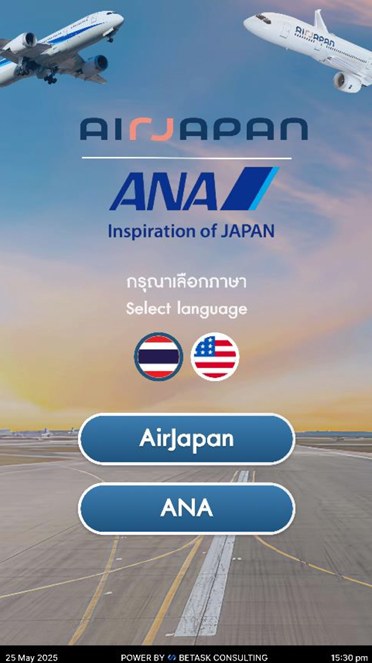 AIRJAPAN
AIRJAPAN
ANA
Inspiration of JAPAN
กรุณาเลือกภาษา
Select language
AirJapan
ANA
25 May 2025
POWER BY BETASK CONSULTING
15:30 pm